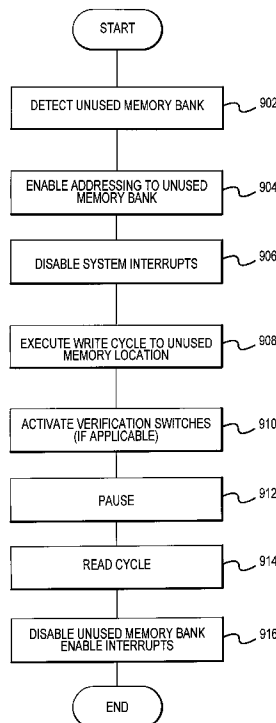 START
DETECT UNUSED MEMORY BANK
902
ENABLE ADDRESSING TO UNUSED
MEMORY BANK
904
DISABLE SYSTEM INTERRUPTS
906
EXECUTE WRITE CYCLE TO UNUSED
MEMORY LOCATION
908
ACTIVATE VERIFICATION SWITCHES
(IF APPLICABLE)
910
PAUSE
912
READ CYCLE
914
DISABLE UNUSED MEMORY BANK
ENABLE INTERRUPTS
916
END